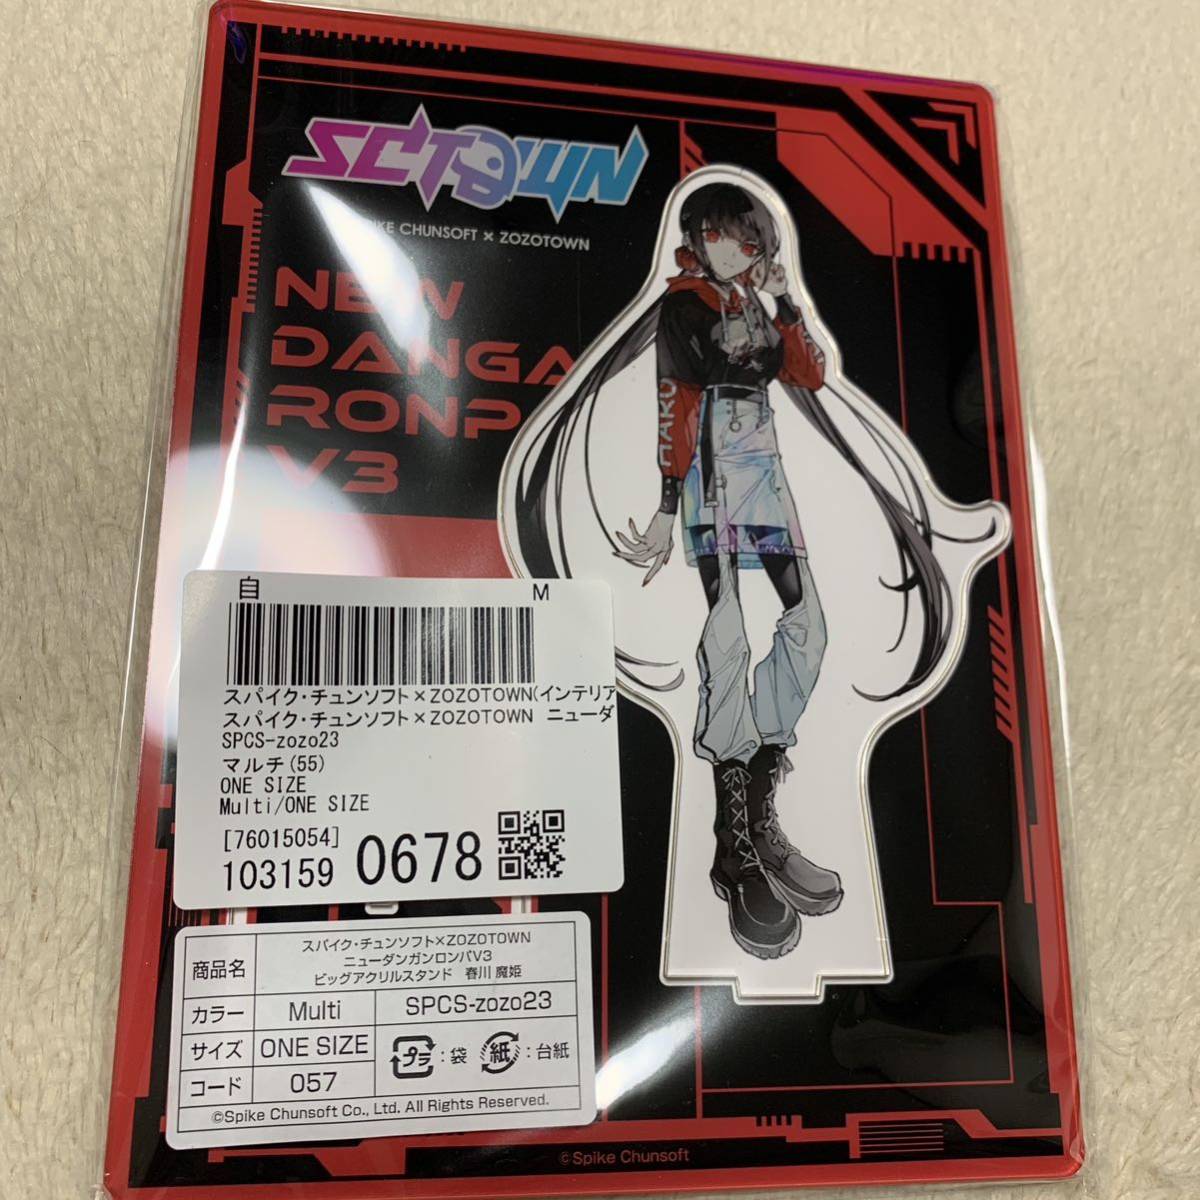 SCTOWN
KE CHUNSOFT × ZOZOTOWN
NEW
DANGA
RONP
V3
HARU
自 M
スパイク・チュンソフト×ZOZOTOWN(インテリア
スパイク・チュンソフト×ZOZOTOWN ニューダ
SPCS-zozo23
マルチ(55)
ONE SIZE
Multi/ONE SIZE
[76015054]
103159 0678
商品名 スパイク・チュンソフト×ZOZOTOWN
ニューダンガンロンパV3
ビッグアクリルスタンド 春川 魔姫
カラー Multi SPCS-zozo23
サイズ ONE SIZE プラ:袋 紙:台紙
コード 057
©Spike Chunsoft Co., Ltd. All Rights Reserved.
©Spike Chunsoft